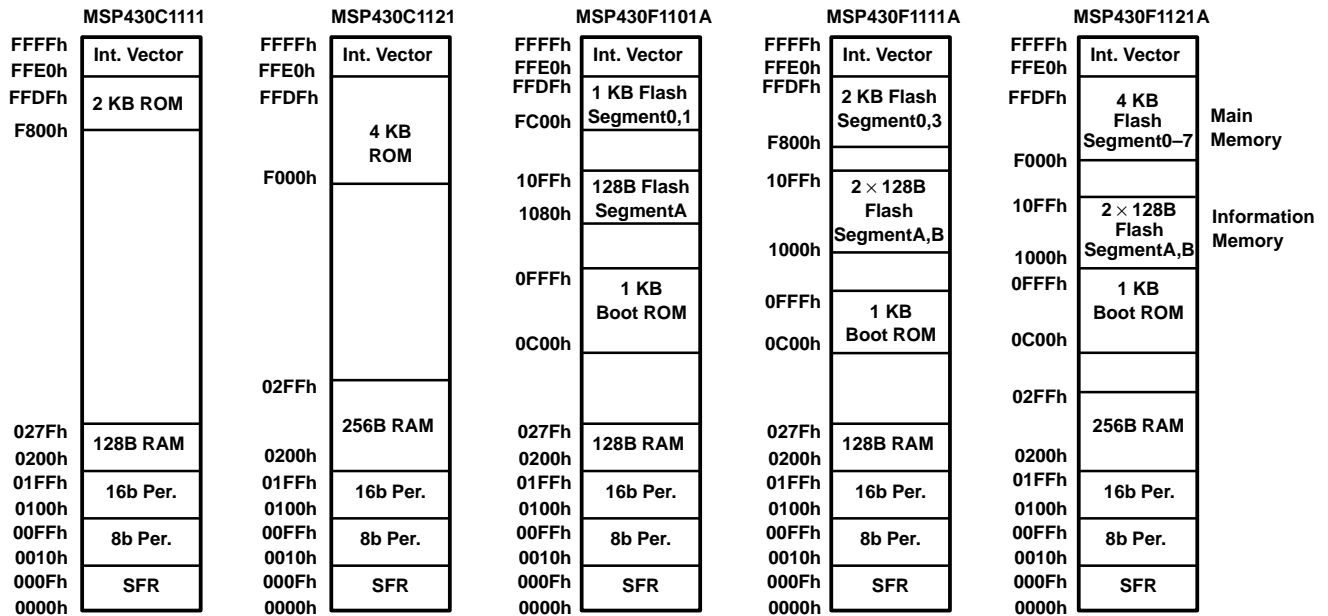 MSP430C1111
FFFFh
FFE0h
Int. Vector
FFDFh
2 KB ROM
F800h
027Fh
128B RAM
0200h
01FFh
16b Per.
0100h
00FFh
8b Per.
0010h
000Fh
SFR
0000h
MSP430C1121
FFFFh
Int. Vector
FFE0h
FFDFh
4 KB
ROM
F000h
02FFh
256B RAM
0200h
01FFh
16b Per.
0100h
00FFh
8b Per.
0010h
000Fh
SFR
0000h
MSP430F1101A
FFFFh
Int. Vector
FFE0h
FFDFh
1 KB Flash
Segment0,1
FC00h
10FFh
128B Flash
SegmentA
1080h
0FFFh
1 KB
Boot ROM
0C00h
027Fh
128B RAM
0200h
01FFh
16b Per.
0100h
00FFh
8b Per.
0010h
000Fh
SFR
0000h
MSP430F1111A
FFFFh
Int. Vector
FFE0h
FFDFh
2 KB Flash
Segment0,3
F800h
10FFh
2 × 128B
Flash
SegmentA,B
1000h
0FFFh
1 KB
Boot ROM
0C00h
027Fh
128B RAM
0200h
01FFh
16b Per.
0100h
00FFh
8b Per.
0010h
000Fh
SFR
0000h
MSP430F1121A
FFFFh
Int. Vector
FFE0h
FFDFh
4 KB
Flash
Segment0–7
F000h
Main
Memory
10FFh
2 × 128B
Flash
SegmentA,B
1000h
Information
Memory
0FFFh
1 KB
Boot ROM
0C00h
02FFh
256B RAM
0200h
01FFh
16b Per.
0100h
00FFh
8b Per.
0010h
000Fh
SFR
0000h